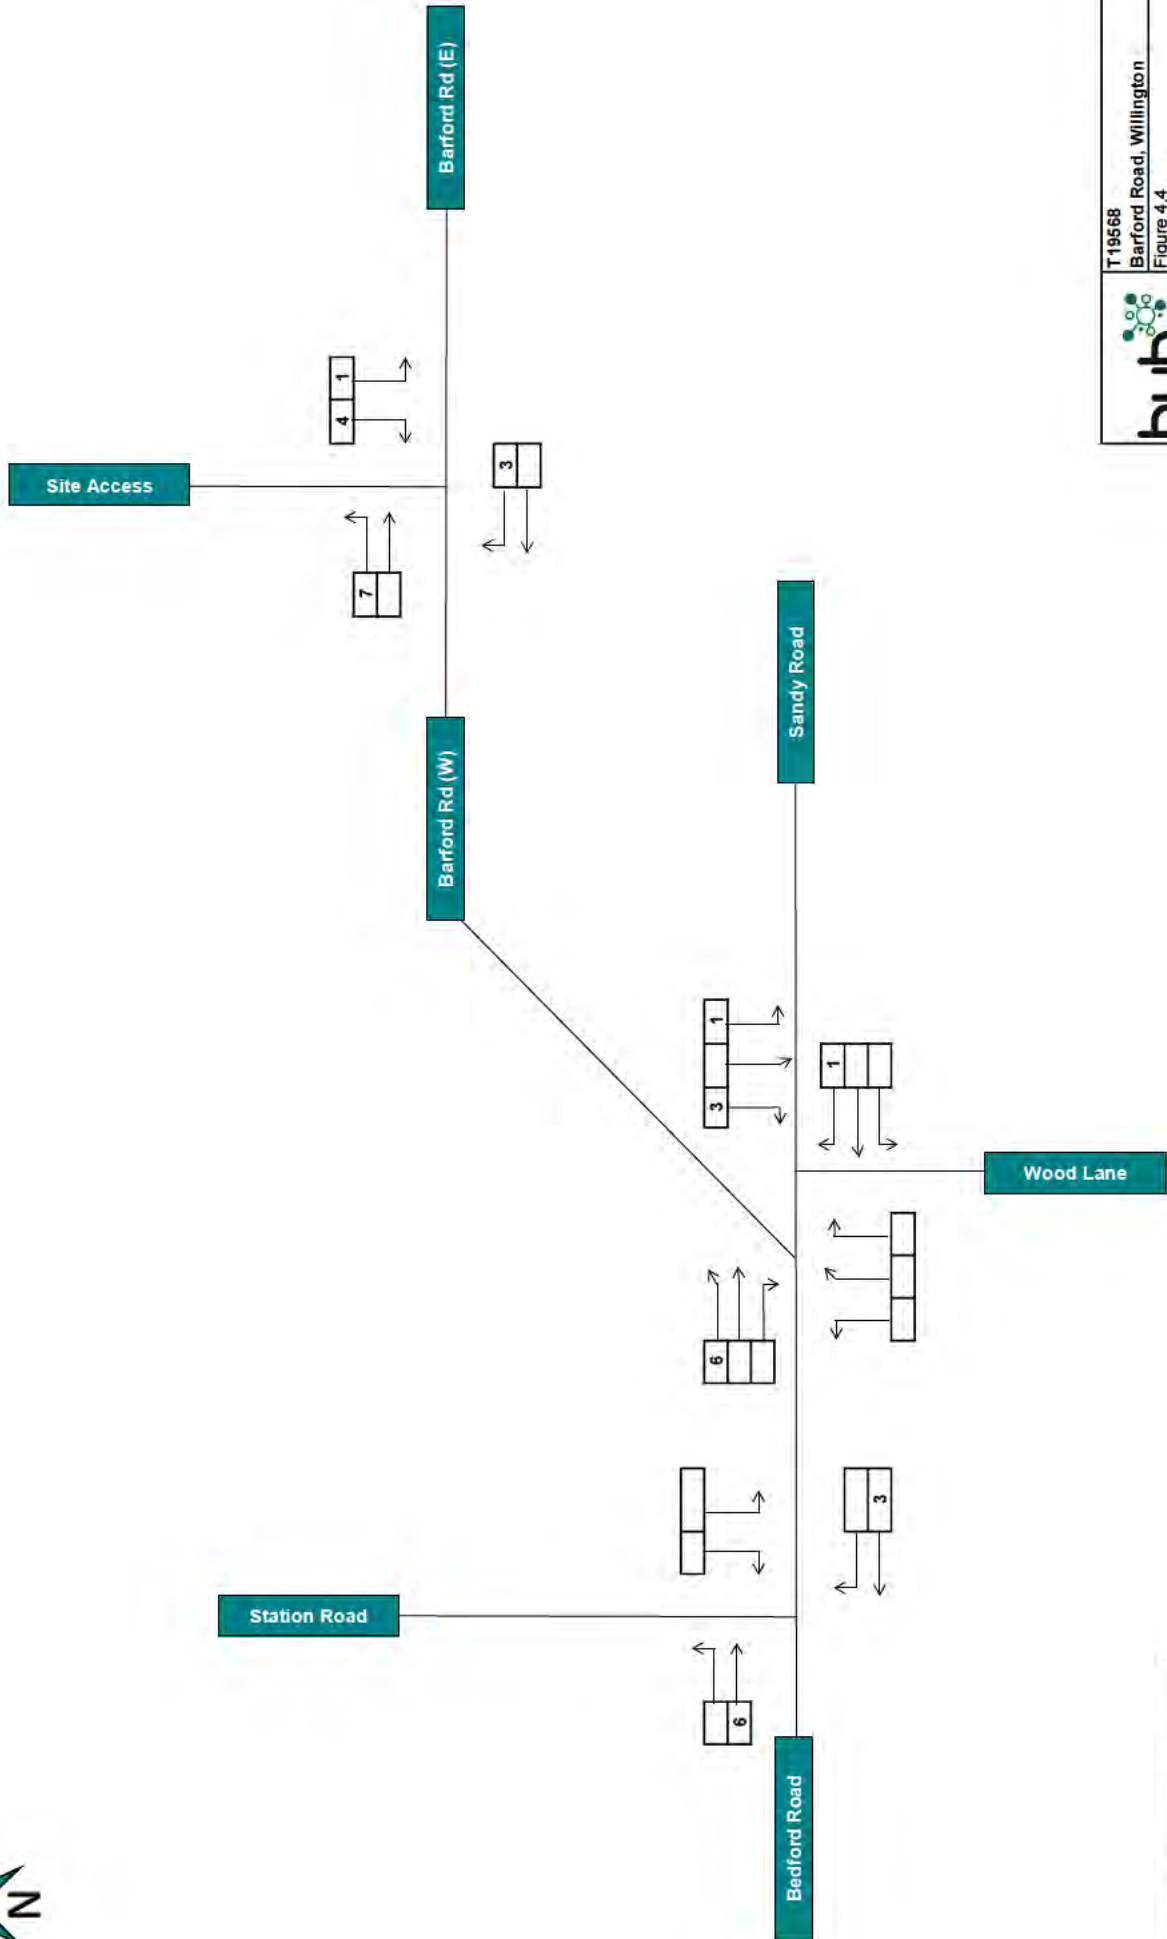 Barford Rd (E)
Site Access
4 1
3
7
Barford Rd (W)
Sandy Road
3 1
1
Wood Lane
6
3
Station Road
6
Bedford Road
N
T19568
Barford Road, Willington
Figure 4.4
hub